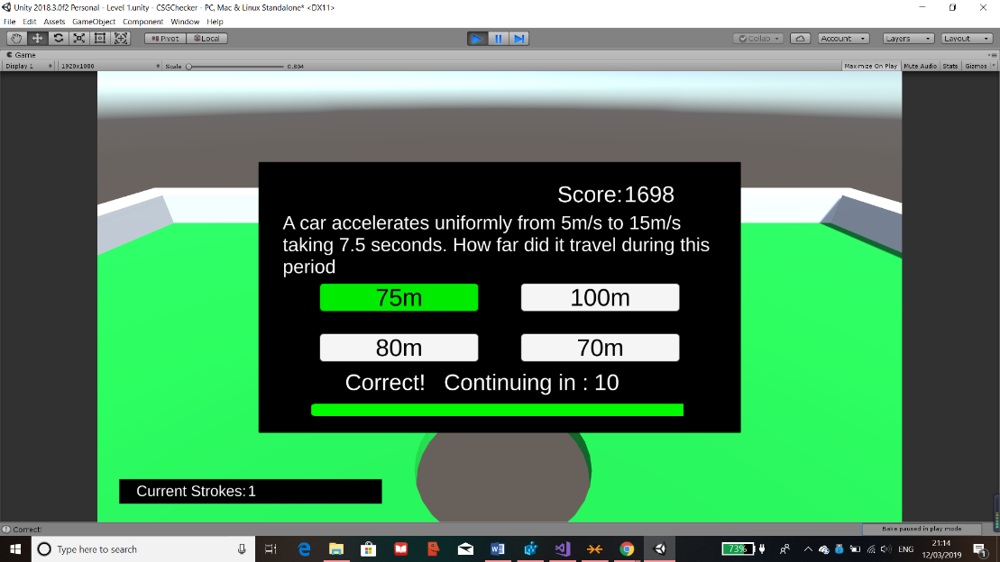 Unity 2018.3.0f2 Personal - Level 1.unity - CSGChecker - PC, Mac & Linux Standalone* <DX11>
File Edit Assets GameObject Component Window Help
Pivot Local Collab Account Layers Layout
Game
Display 1 1920x1080 Scale 0.804 Maximize On Play Mute Audio Stats Gizmos
Score:1698
A car accelerates uniformly from 5m/s to 15m/s
taking 7.5 seconds. How far did it travel during this
period
75m 100m
80m 70m
Correct! Continuing in : 10
Current Strokes:1
Correct! Bake paused in play mode
Type here to search 73% ENG 21:14
12/03/2019 1